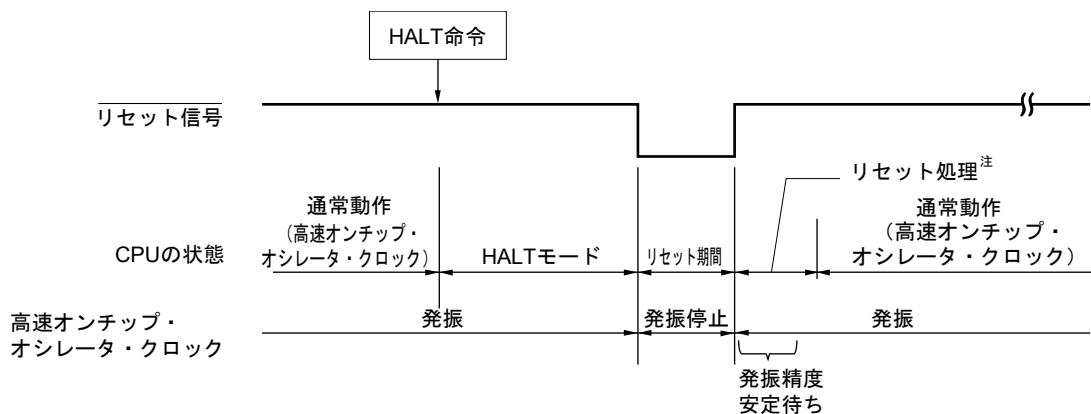 HALT命令
リセット信号
リセット処理注
通常動作
(高速オンチップ・
オシレータ・クロック)
通常動作
(高速オンチップ・
オシレータ・クロック)
CPUの状態
HALTモード
リセット期間
高速オンチップ・
オシレータ・クロック
発振
発振停止
発振
発振精度
安定待ち